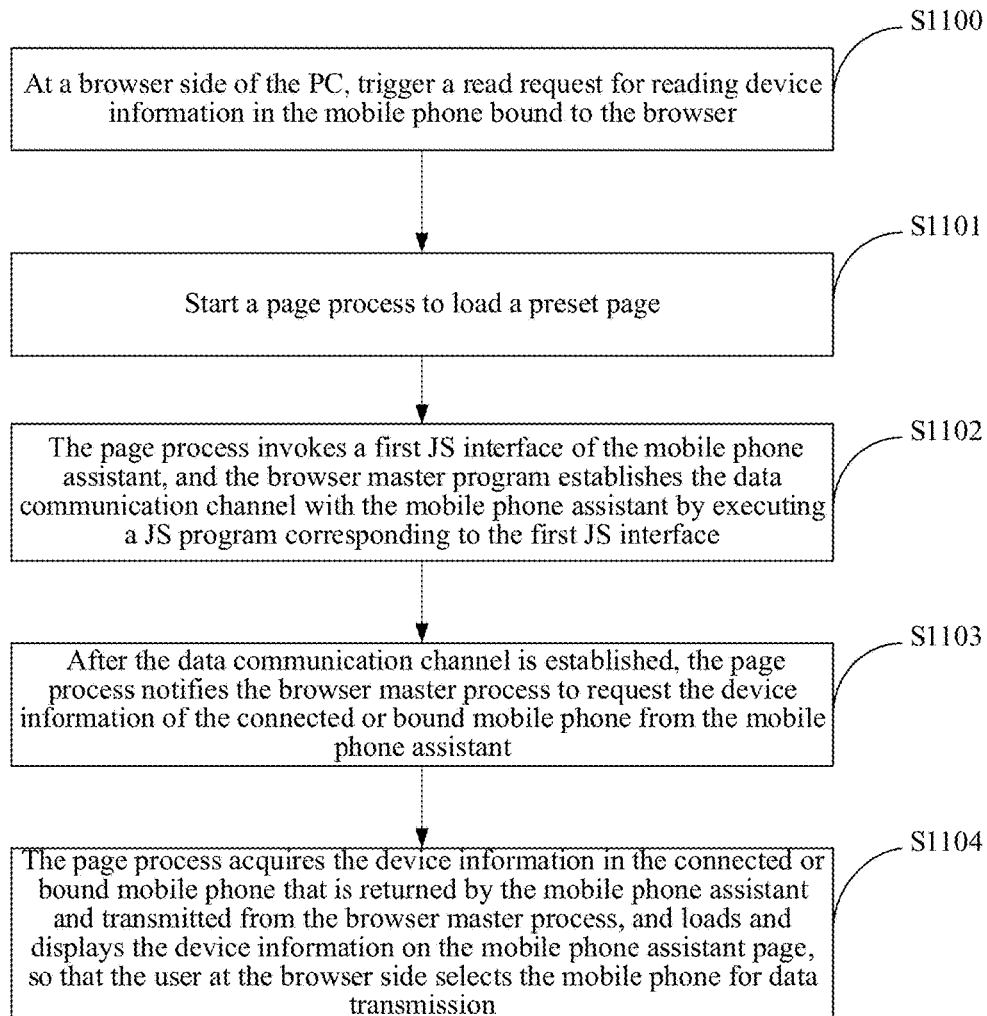 S1100
At a browser side of the PC, trigger a read request for reading device
information in the mobile phone bound to the browser
S1101
Start a page process to load a preset page
S1102
The page process invokes a first JS interface of the mobile phone
assistant, and the browser master program establishes the data
communication channel with the mobile phone assistant by executing
a JS program corresponding to the first JS interface
S1103
After the data communication channel is established, the page
process notifies the browser master process to request the device
information of the connected or bound mobile phone from the mobile
phone assistant
S1104
The page process acquires the device information in the connected or
bound mobile phone that is returned by the mobile phone assistant
and transmitted from the browser master process, and loads and
displays the device information on the mobile phone assistant page,
so that the user at the browser side selects the mobile phone for data
transmission